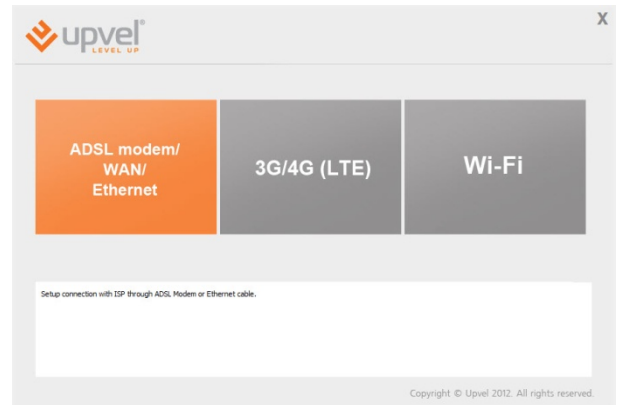 X
upvel®
LEVEL UP
ADSL modem/
WAN/
Ethernet
3G/4G (LTE)
Wi-Fi
Setup connection with ISP through ADSL Modem or Ethernet cable.
Copyright © Upvel 2012. All rights reserved.